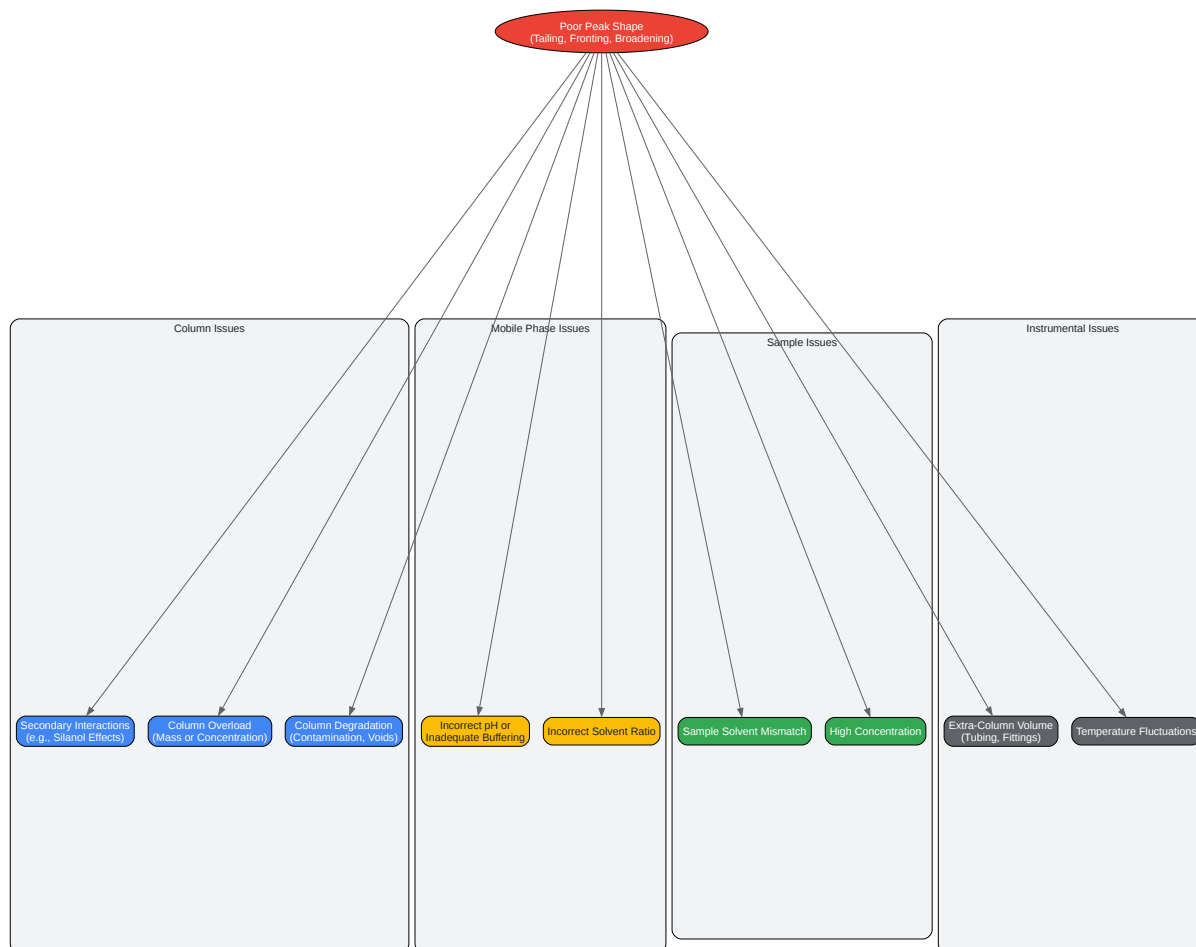 Poor Peak Shape
(Tailing, Fronting, Broadening)
Column Issues
Mobile Phase Issues
Sample Issues
Instrumental Issues
Secondary Interactions
(e.g., Silanol Effects)
Column Overload
(Mass or Concentration)
Column Degradation
(Contamination, Voids)
Incorrect pH or
Inadequate Buffering
Incorrect Solvent Ratio
Sample Solvent Mismatch
High Concentration
Extra-Column Volume
(Tubing, Fittings)
Temperature Fluctuations